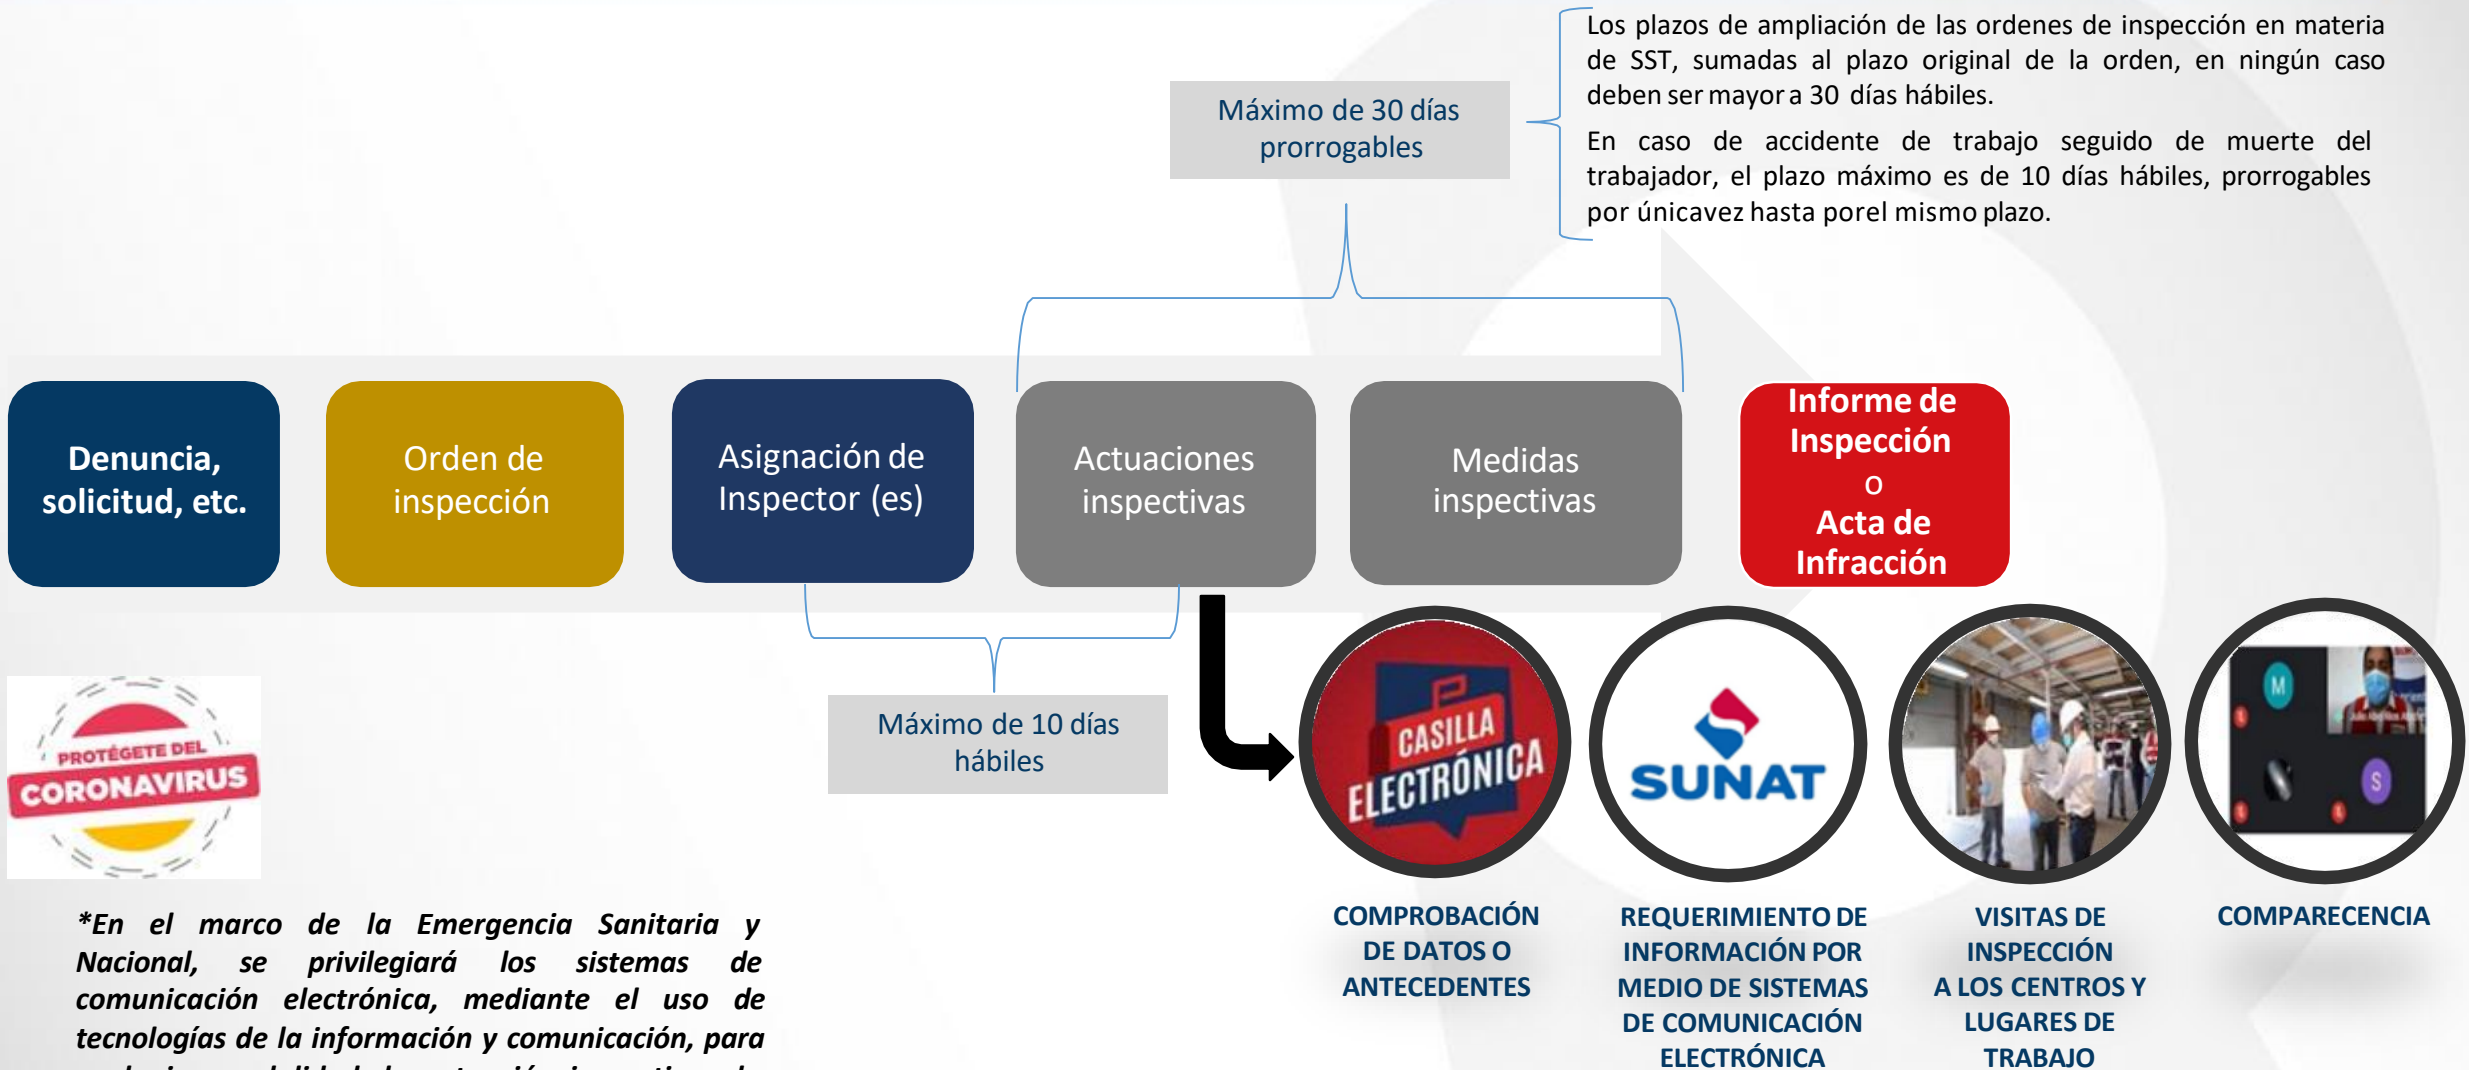 Los plazos de ampliación de las ordenes de inspección en materia
de SST, sumadas al plazo original de la orden, en ningún caso
deben ser mayor a 30 días hábiles.
En caso de accidente de trabajo seguido de muerte del
trabajador, el plazo máximo es de 10 días hábiles, prorrogables
por únicavez hasta porel mismo plazo.
Máximo de 30 días
prorrogables
Denuncia,
solicitud, etc.
Orden de
inspección
Asignación de
Inspector (es)
Actuaciones
inspectivas
Medidas
inspectivas
Informe de
Inspección
o
Acta de
Infracción
Máximo de 10 días
hábiles
PROTÉGETE DEL
CORONAVIRUS
CASILLA
ELECTRÓNICA
SUNAT
M
S
COMPROBACIÓN
DE DATOS O
ANTECEDENTES
REQUERIMIENTO DE
INFORMACIÓN POR
MEDIO DE SISTEMAS
DE COMUNICACIÓN
ELECTRÓNICA
VISITAS DE
INSPECCIÓN
A LOS CENTROS Y
LUGARES DE
TRABAJO
COMPARECENCIA
*En el marco de la Emergencia Sanitaria y
Nacional, se privilegiará los sistemas de
comunicación electrónica, mediante el uso de
tecnologías de la información y comunicación, para